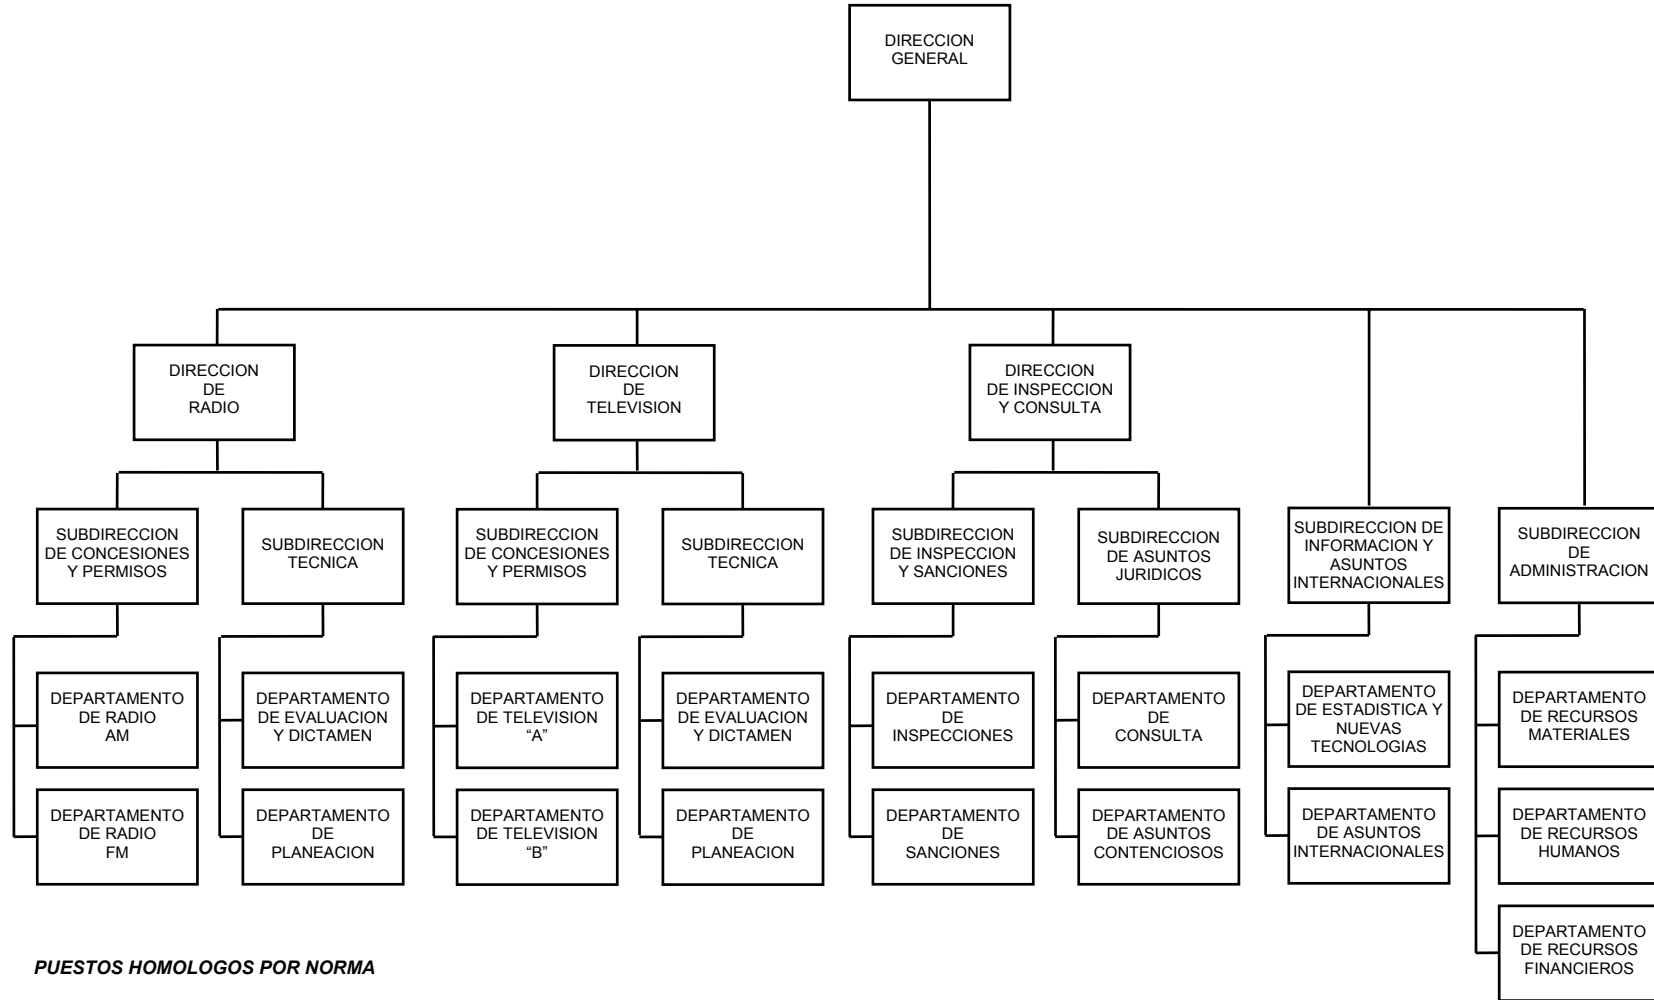 DIRECCION
GENERAL
DIRECCION
DE
RADIO
DIRECCION
DE
TELEVISION
DIRECCION
DE INSPECCION
Y CONSULTA
SUBDIRECCION
DE CONCESIONES
Y PERMISOS
SUBDIRECCION
TECNICA
SUBDIRECCION
DE CONCESIONES
Y PERMISOS
SUBDIRECCION
TECNICA
SUBDIRECCION
DE INSPECCION
Y SANCIONES
SUBDIRECCION
DE ASUNTOS
JURIDICOS
SUBDIRECCION DE
INFORMACION Y
ASUNTOS
INTERNACIONALES
SUBDIRECCION
DE
ADMINISTRACION
DEPARTAMENTO
DE RADIO
AM
DEPARTAMENTO
DE EVALUACION
Y DICTAMEN
DEPARTAMENTO
DE TELEVISION
“A”
DEPARTAMENTO
DE EVALUACION
Y DICTAMEN
DEPARTAMENTO
DE
INSPECCIONES
DEPARTAMENTO
DE
CONSULTA
DEPARTAMENTO
DE ESTADISTICA Y
NUEVAS
TECNOLOGIAS
DEPARTAMENTO
DE RECURSOS
MATERIALES
DEPARTAMENTO
DE RADIO
FM
DEPARTAMENTO
DE
PLANEACION
DEPARTAMENTO
DE TELEVISION
“B”
DEPARTAMENTO
DE
PLANEACION
DEPARTAMENTO
DE
SANCIONES
DEPARTAMENTO
DE ASUNTOS
CONTENCIOSOS
DEPARTAMENTO
DE ASUNTOS
INTERNACIONALES
DEPARTAMENTO
DE RECURSOS
HUMANOS
DEPARTAMENTO
DE RECURSOS
FINANCIEROS
PUESTOS HOMOLOGOS POR NORMA